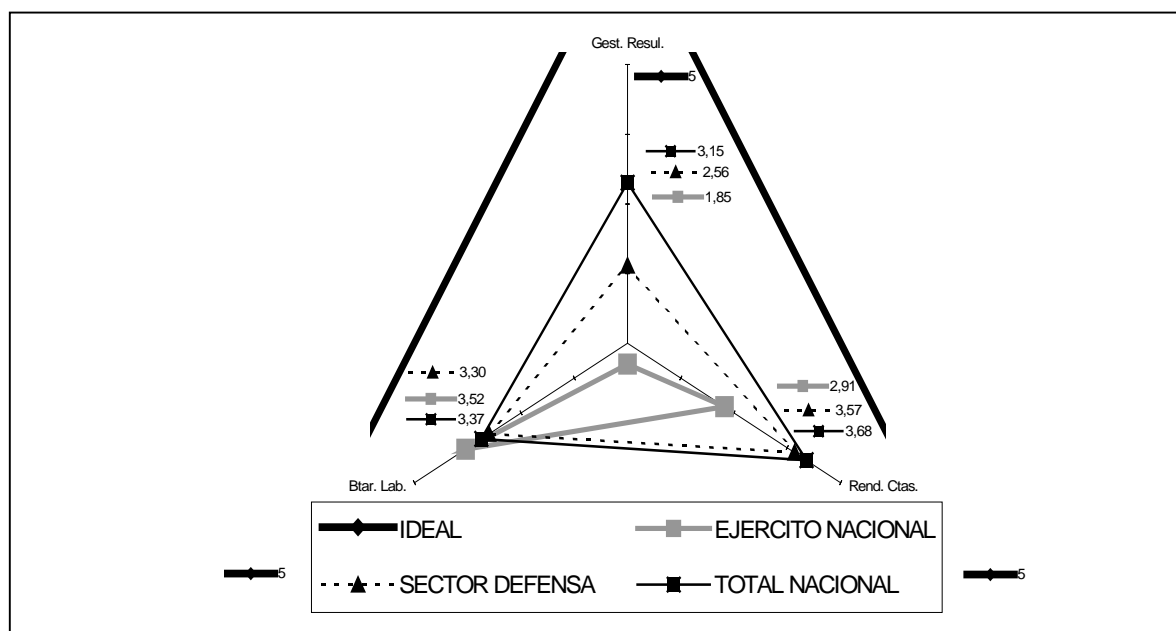 Gest. Resul.
5
3,15
2,56
1,85
3,30
3,52
3,37
2,91
3,57
3,68
Btar. Lab.
Rend. Ctas.
IDEAL
EJERCITO NACIONAL
SECTOR DEFENSA
TOTAL NACIONAL
5
5